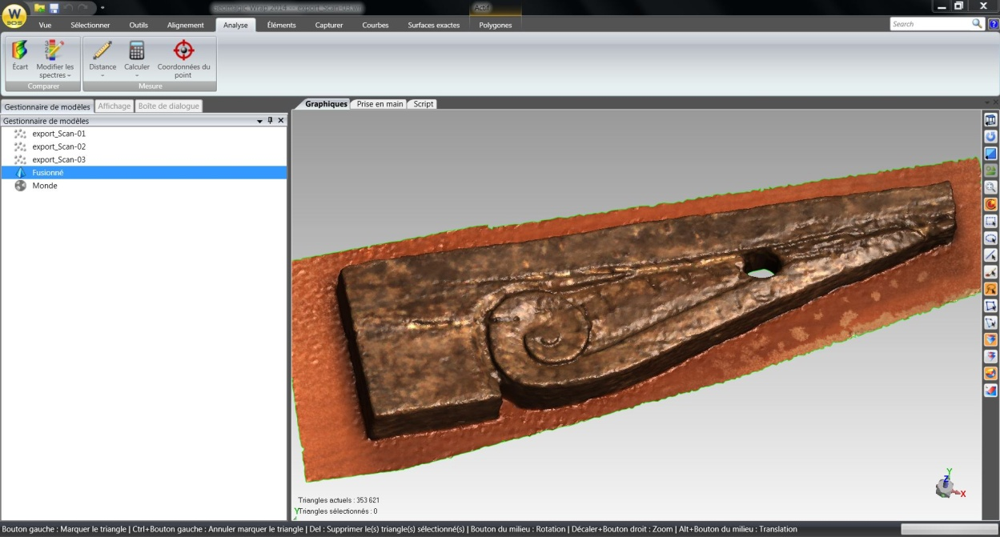 W
Geomagic Wrap 2014 -- export_Scan-03.wrp
Actif
Vue
Sélectionner
Outils
Alignement
Analyse
Éléments
Capturer
Courbes
Surfaces exactes
Polygones
Search
?
Écart
Modifier les
spectres
Distance
Calculer
Coordonnées du
point
Comparer
Mesure
Gestionnaire de modèles
Affichage
Boîte de dialogue
Graphiques
Prise en main
Script
Gestionnaire de modèles
export_Scan-01
export_Scan-02
export_Scan-03
Fusionné
Monde
Y
Z
X
Triangles actuels : 353 621
Y
Triangles sélectionnés : 0
Bouton gauche : Marquer le triangle | Ctrl+Bouton gauche : Annuler marquer le triangle | Del : Supprimer le(s) triangle(s) sélectionné(s) | Bouton du milieu : Rotation | Décaler+Bouton droit : Zoom | Alt+Bouton du milieu : Translation